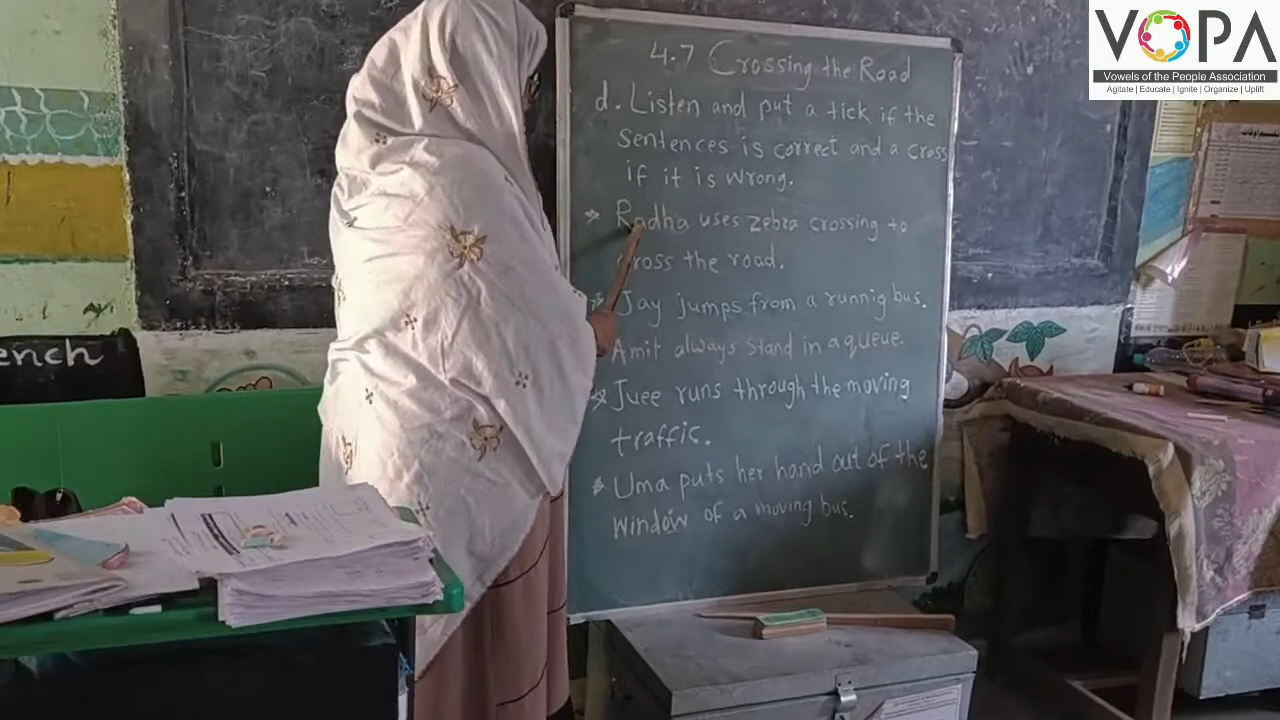 VOPA
Vowels of the People Association
Agitate | Educate | Ignite | Organize | Uplift
4.7 Crossing the Road
d. Listen and put a tick if the
sentences is correct and a cross
if it is wrong.
* Radha uses zebra crossing to
cross the road.
* Jay jumps from a runnig bus.
Amit always stand in a queue.
* Juee runs through the moving
traffic.
* Uma puts her hand out of the
window of a moving bus.
ench